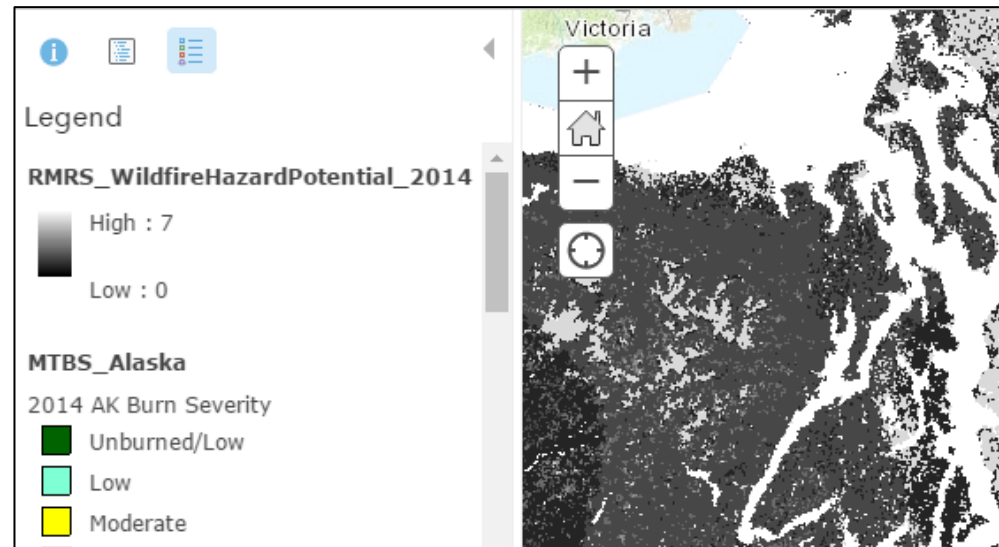 Legend
RMRS_WildfireHazardPotential_2014
High : 7
Low : 0
MTBS_Alaska
2014 AK Burn Severity
Unburned/Low
Low
Moderate
Victoria
+
−